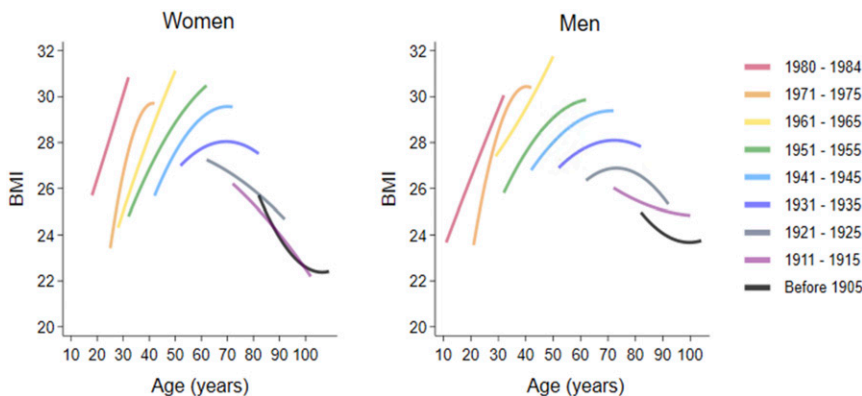 Women
BMI
32
30
28
26
24
22
20
10 20 30 40 50 60 70 80 90 100
Age (years)
Men
BMI
32
30
28
26
24
22
20
10 20 30 40 50 60 70 80 90 100
Age (years)
1980 - 1984
1971 - 1975
1961 - 1965
1951 - 1955
1941 - 1945
1931 - 1935
1921 - 1925
1911 - 1915
Before 1905